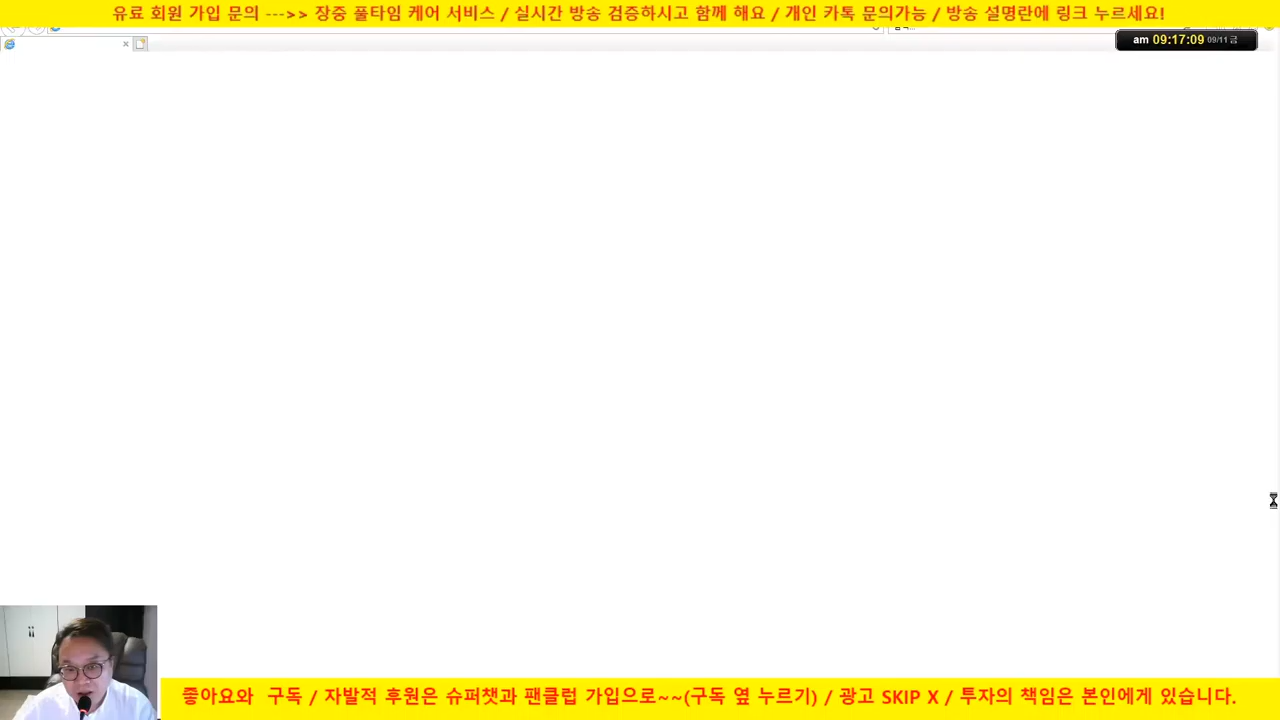 유료 회원 가입 문의 --->> 장중 풀타임 케어 서비스 / 실시간 방송 검증하시고 함께 해요 / 개인 카톡 문의가능 / 방송 설명란에 링크 누르세요!
am 09:17:09 09/11 금
좋아요와 구독 / 자발적 후원은 슈퍼챗과 팬클럽 가입으로~~(구독 옆 누르기) / 광고 SKIP X / 투자의 책임은 본인에게 있습니다.